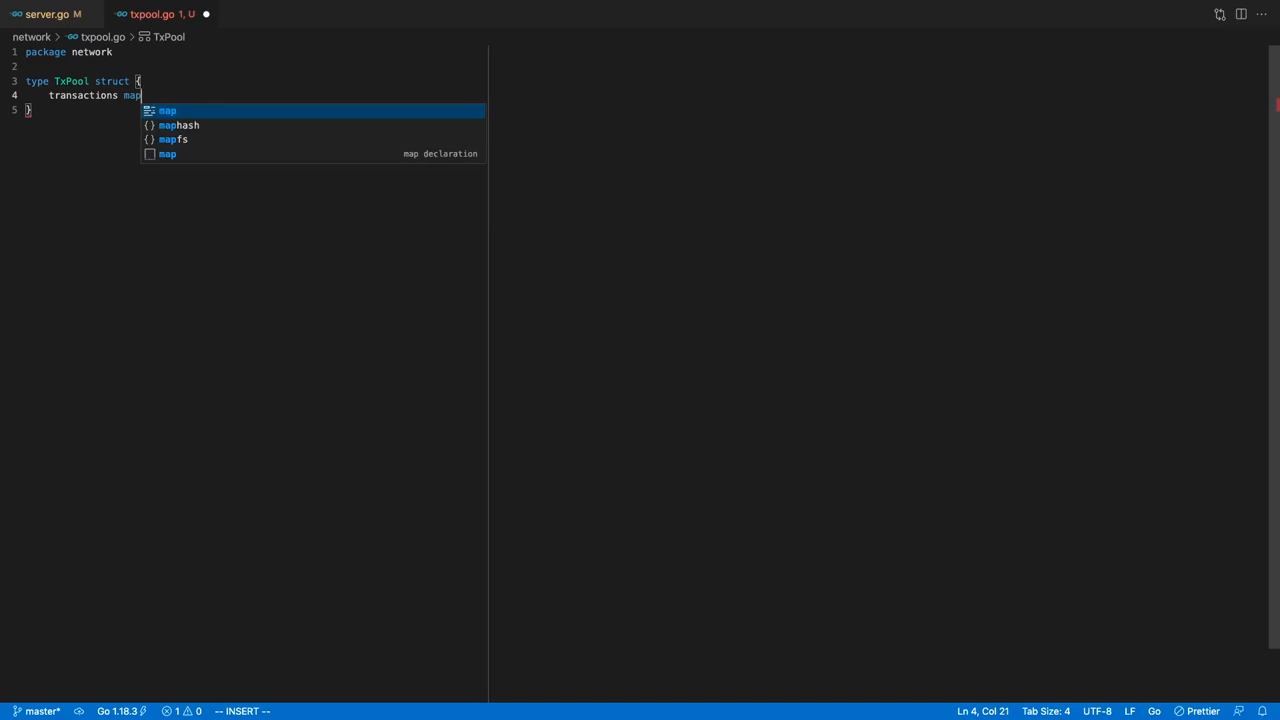 server.go M
txpool.go 1, U
network > txpool.go > TxPool
1 package network
2
3 type TxPool struct {
4 transactions map
5 }
map
maphash
mapfs
map map declaration
master* Go 1.18.3 1 0 -- INSERT -- Ln 4, Col 21 Tab Size: 4 UTF-8 LF Go Prettier